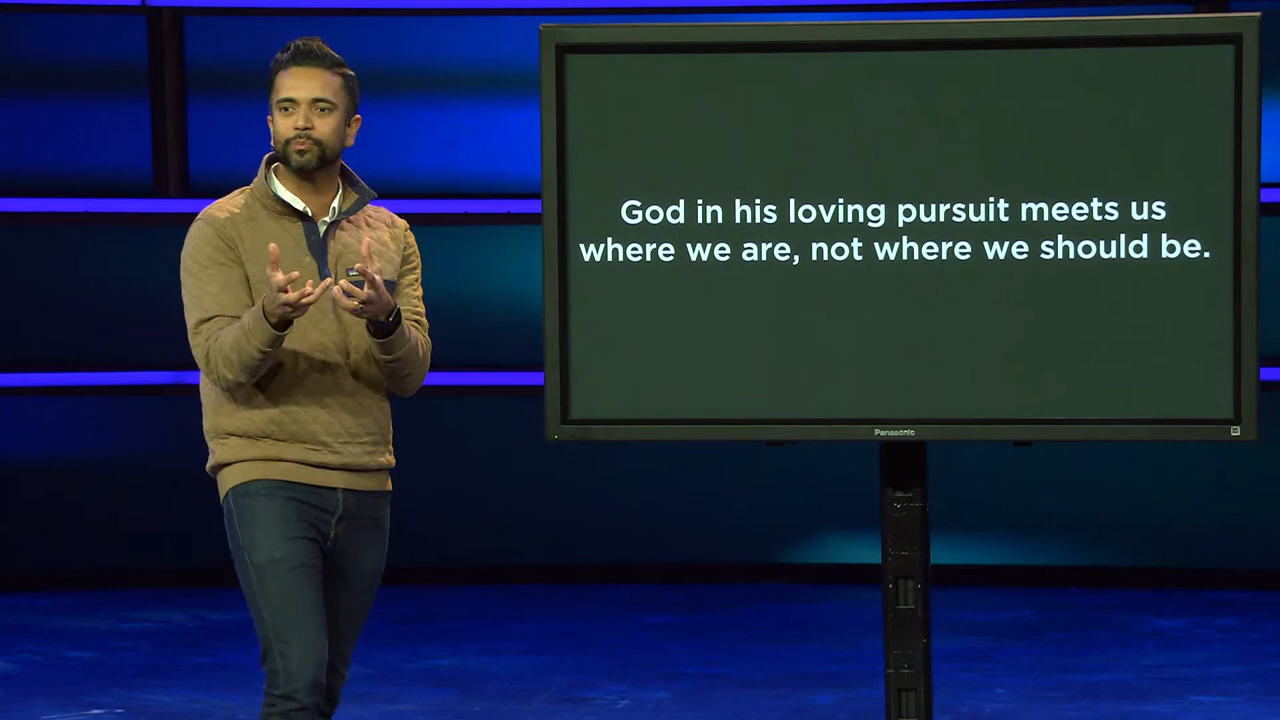 God in his loving pursuit meets us
where we are, not where we should be.
Panasonic